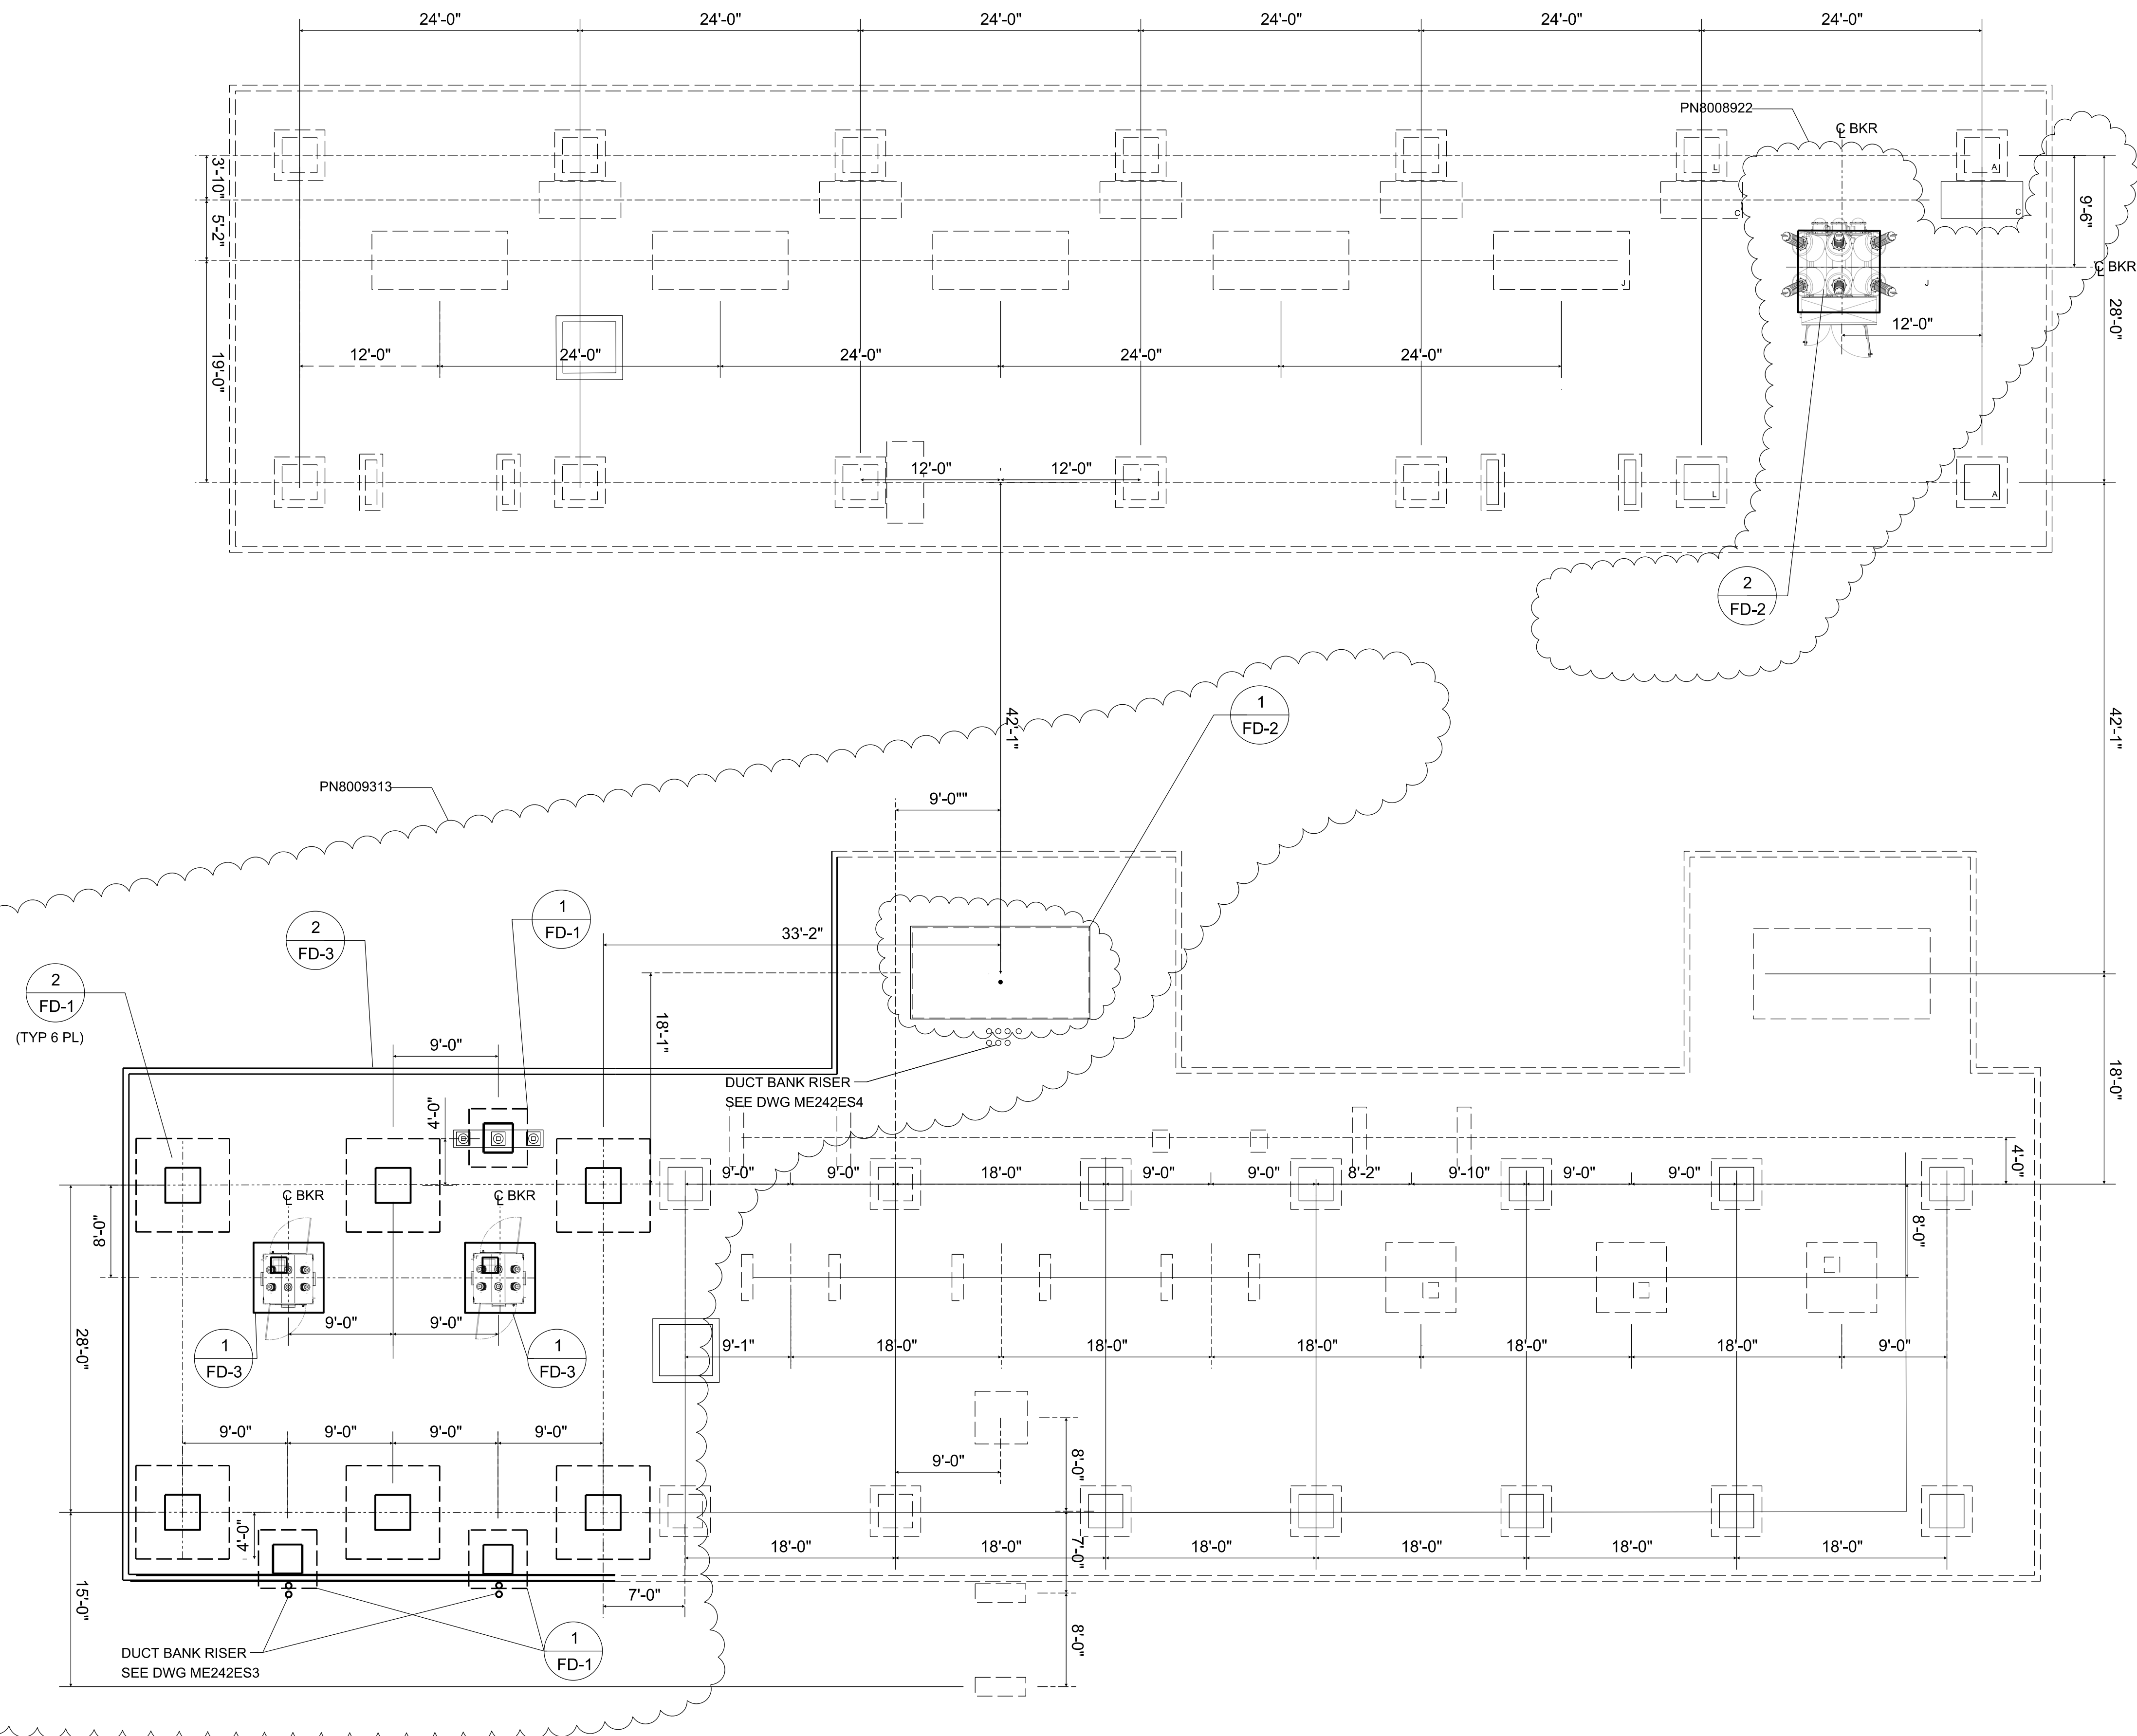 24'-0" 24'-0" 24'-0" 24'-0" 24'-0" 24'-0"
PN8008922
CL BKR
L
A
3'-10"
C
C
9'-6"
5'-2"
CL BKR
J
J
28'-0"
12'-0"
19'-0"
12'-0" 24'-0" 24'-0" 24'-0" 24'-0"
12'-0" 12'-0"
L
A
2
FD-2
1
FD-2
42'-1"
42'-1"
PN8009313
9'-0""
1
FD-1
2
FD-3
33'-2"
2
FD-1
(TYP 6 PL)
18'-1"
9'-0"
DUCT BANK RISER
SEE DWG ME242ES4
18'-0"
4'-0"
4'-0"
9'-0" 9'-0" 18'-0" 9'-0" 9'-0" 8'-2" 9'-10" 9'-0" 9'-0"
CL BKR
CL BKR
8'-0"
8'-0"
9'-0" 9'-0"
1
FD-3
1
FD-3
28'-0"
9'-1" 18'-0" 18'-0" 18'-0" 18'-0" 18'-0" 9'-0"
9'-0" 9'-0" 9'-0" 9'-0"
9'-0"
8'-0"
4'-0"
18'-0" 18'-0" 18'-0" 18'-0" 18'-0" 18'-0"
7'-0"
7'-0"
15'-0"
8'-0"
DUCT BANK RISER
SEE DWG ME242ES3
1
FD-1